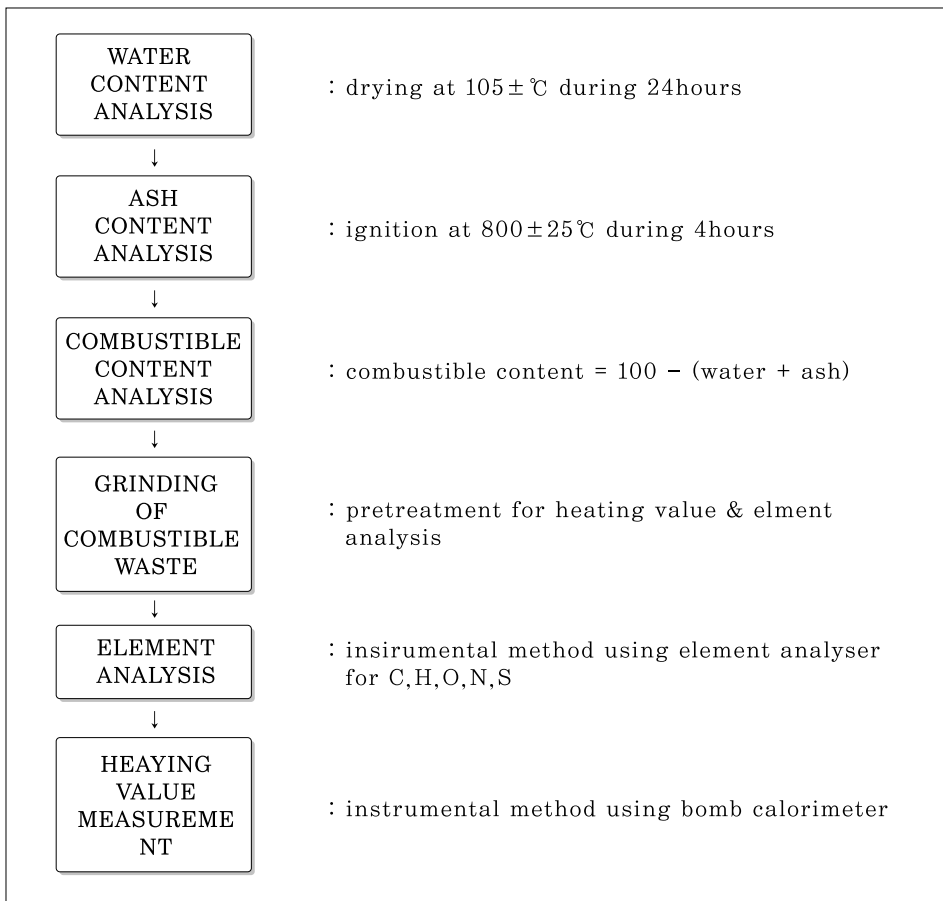 WATER
CONTENT
ANALYSIS
: drying at 105±℃ during 24hours
↓
ASH
CONTENT
ANALYSIS
: ignition at 800±25℃ during 4hours
↓
COMBUSTIBLE
CONTENT
ANALYSIS
: combustible content = 100 − (water + ash)
↓
GRINDING
OF
COMBUSTIBLE
WASTE
: pretreatment for heating value & elment
analysis
↓
ELEMENT
ANALYSIS
: insirumental method using element analyser
for C,H,O,N,S
↓
HEAYING
VALUE
MEASUREME
NT
: instrumental method using bomb calorimeter